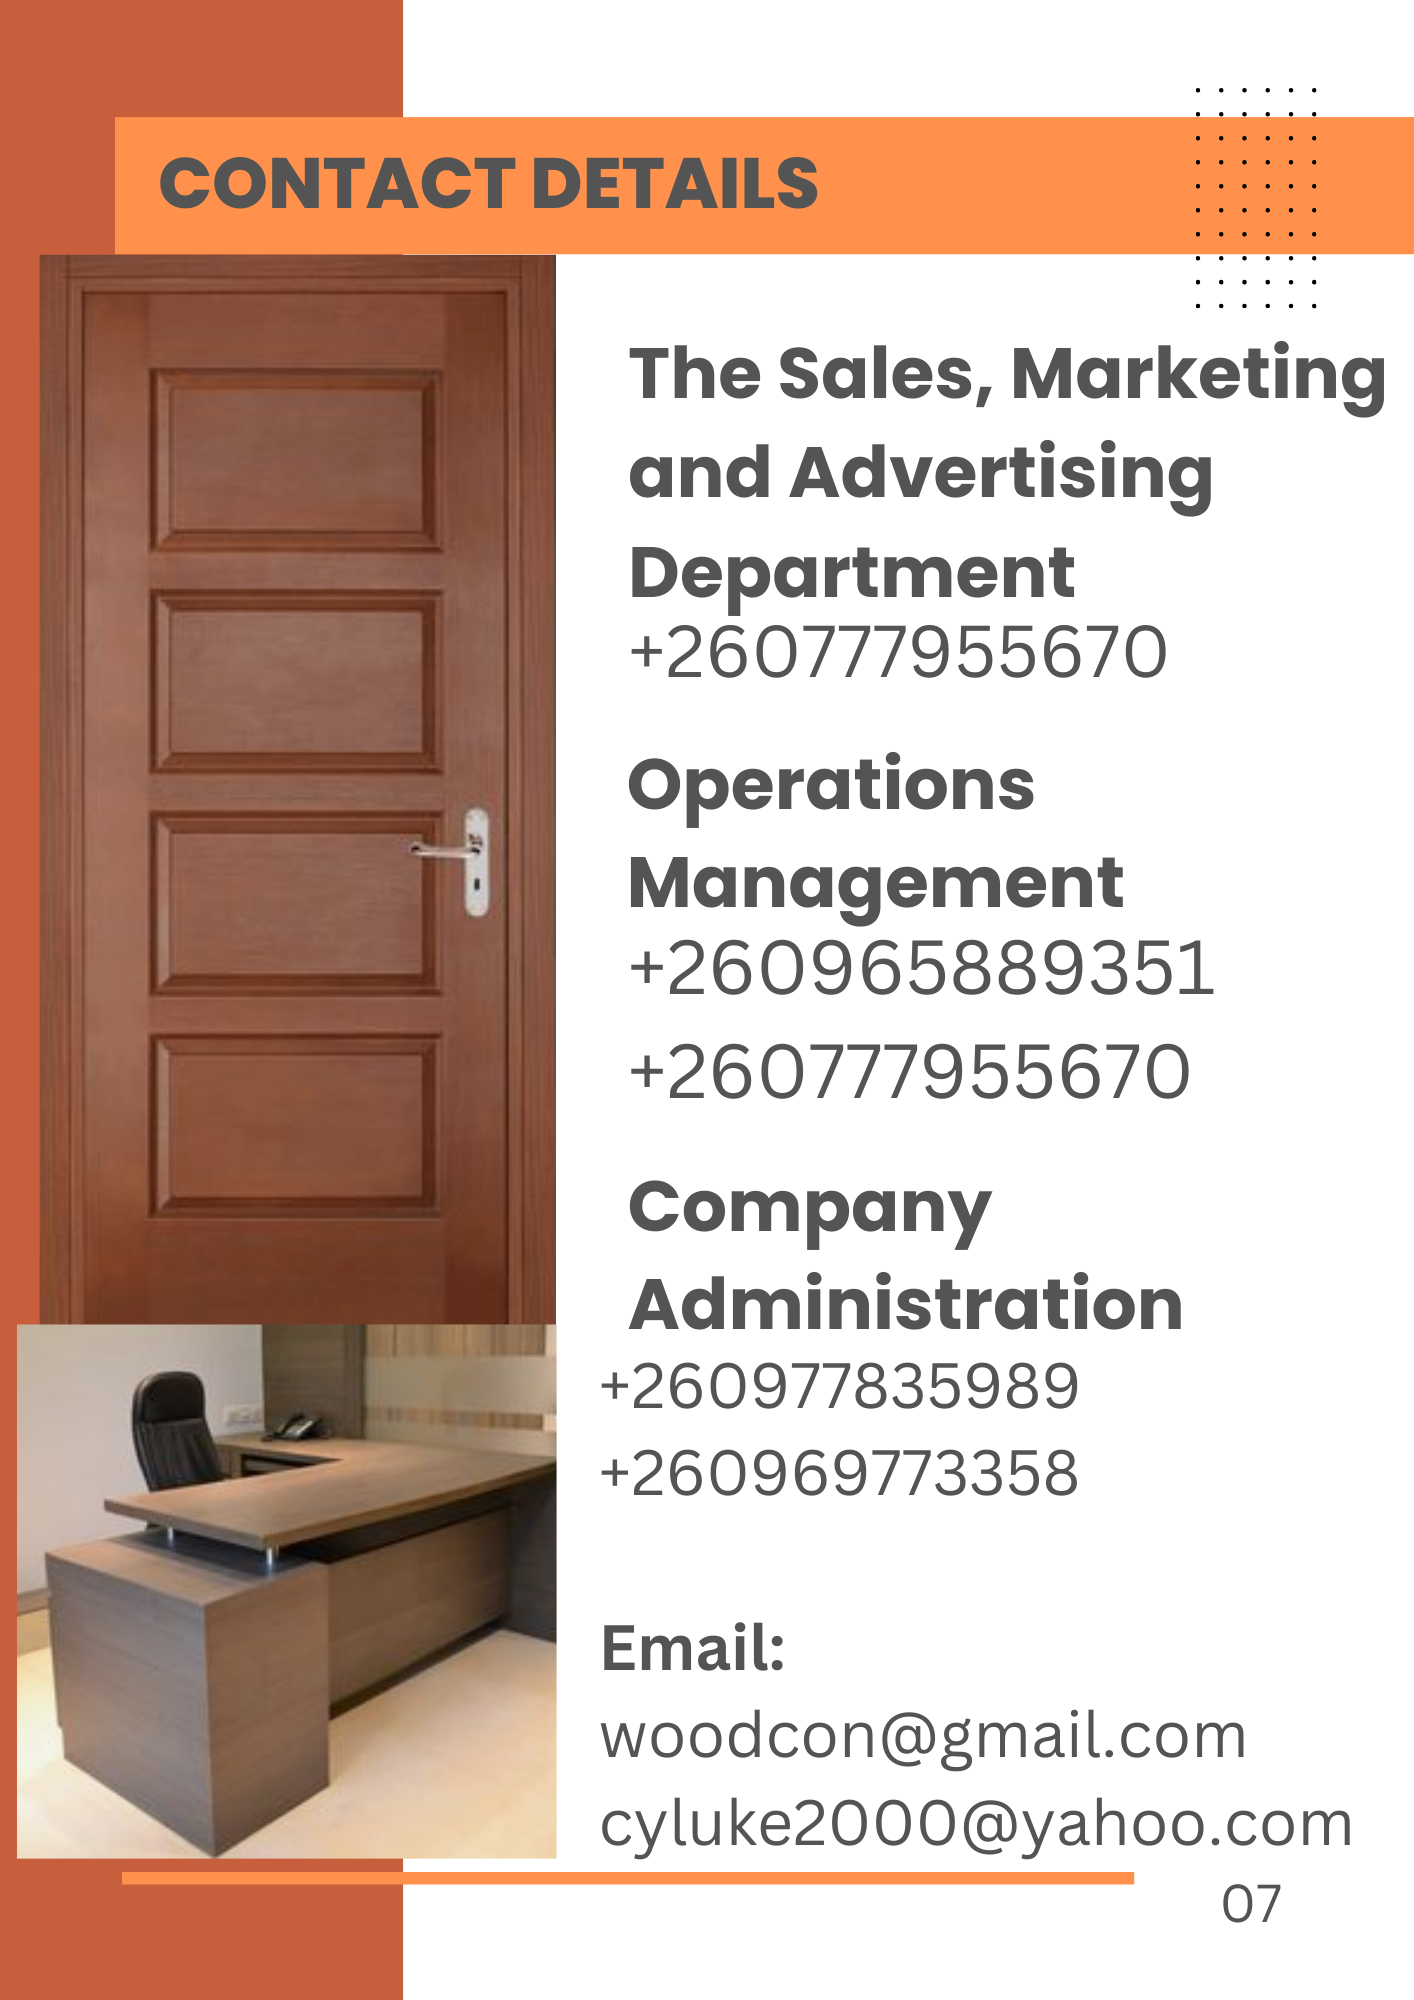 CONTACT DETAILS
The Sales, Marketing
and Advertising
Department
+260777955670
Operations
Management
+260965889351
+260777955670
Company
Administration
+260977835989
+260969773358
Email:
woodcon@gmail.com
cyluke2000@yahoo.com
07